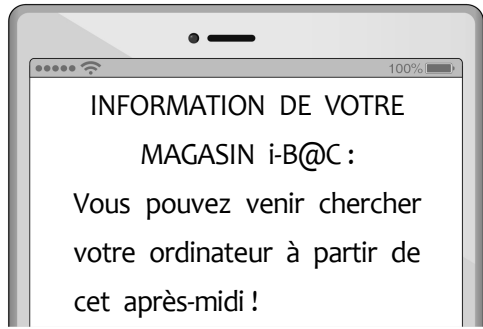 100%
INFORMATION DE VOTRE
MAGASIN i-B@C :
Vous pouvez venir chercher
votre ordinateur à partir de
cet après-midi !